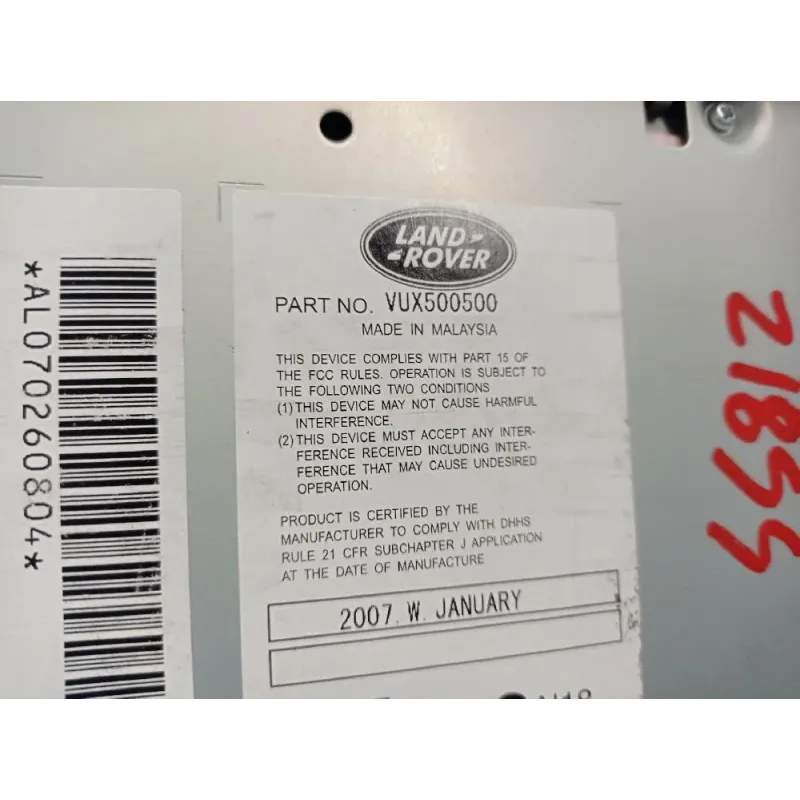 *AL070260804*
LAND
ROVER
PART NO. VUX500500
MADE IN MALAYSIA
THIS DEVICE COMPLIES WITH PART 15 OF
THE FCC RULES. OPERATION IS SUBJECT TO
THE FOLLOWING TWO CONDITIONS
(1) THIS DEVICE MAY NOT CAUSE HARMFUL
INTERFERENCE.
(2) THIS DEVICE MUST ACCEPT ANY INTER-
FERENCE RECEIVED INCLUDING INTER-
FERENCE THAT MAY CAUSE UNDESIRED
OPERATION.
PRODUCT IS CERTIFIED BY THE
MANUFACTURER TO COMPLY WITH DHHS
RULE 21 CFR SUBCHAPTER J APPLICATION
AT THE DATE OF MANUFACTURE
2007. W. JANUARY